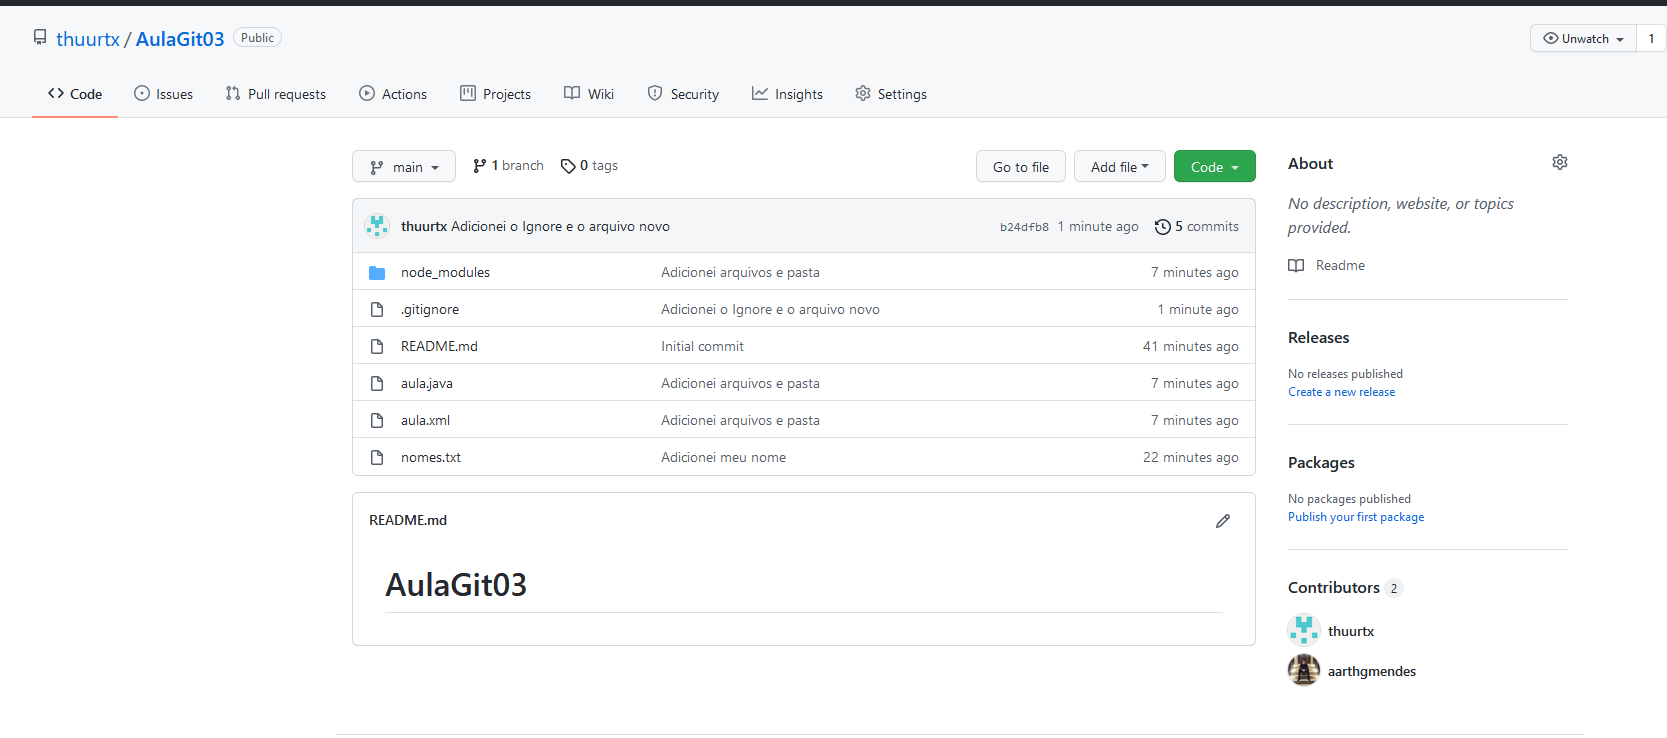 thuurtx / AulaGit03 Public
Unwatch 1
Code Issues Pull requests Actions Projects Wiki Security Insights Settings
main 1 branch 0 tags Go to file Add file Code
thuurtx Adicionei o Ignore e o arquivo novo b24dfb8 1 minute ago 5 commits
node_modules Adicionei arquivos e pasta 7 minutes ago
.gitignore Adicionei o Ignore e o arquivo novo 1 minute ago
README.md Initial commit 41 minutes ago
aula.java Adicionei arquivos e pasta 7 minutes ago
aula.xml Adicionei arquivos e pasta 7 minutes ago
nomes.txt Adicionei meu nome 22 minutes ago
README.md
AulaGit03
About
No description, website, or topics
provided.
Readme
Releases
No releases published
Create a new release
Packages
No packages published
Publish your first package
Contributors 2
thuurtx
aarthgmendes